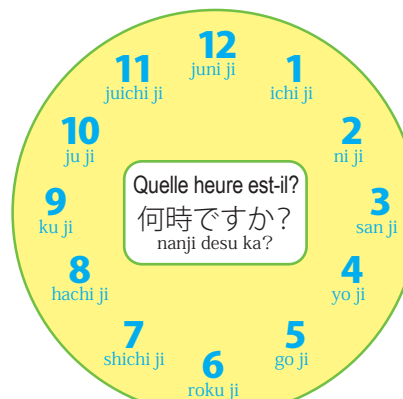 12
juni ji
1
ichi ji
2
ni ji
3
san ji
4
yo ji
5
go ji
6
roku ji
7
shichi ji
8
hachi ji
9
ku ji
10
ju ji
11
juichi ji
Quelle heure est-il?
何時ですか?
nanji desu ka?